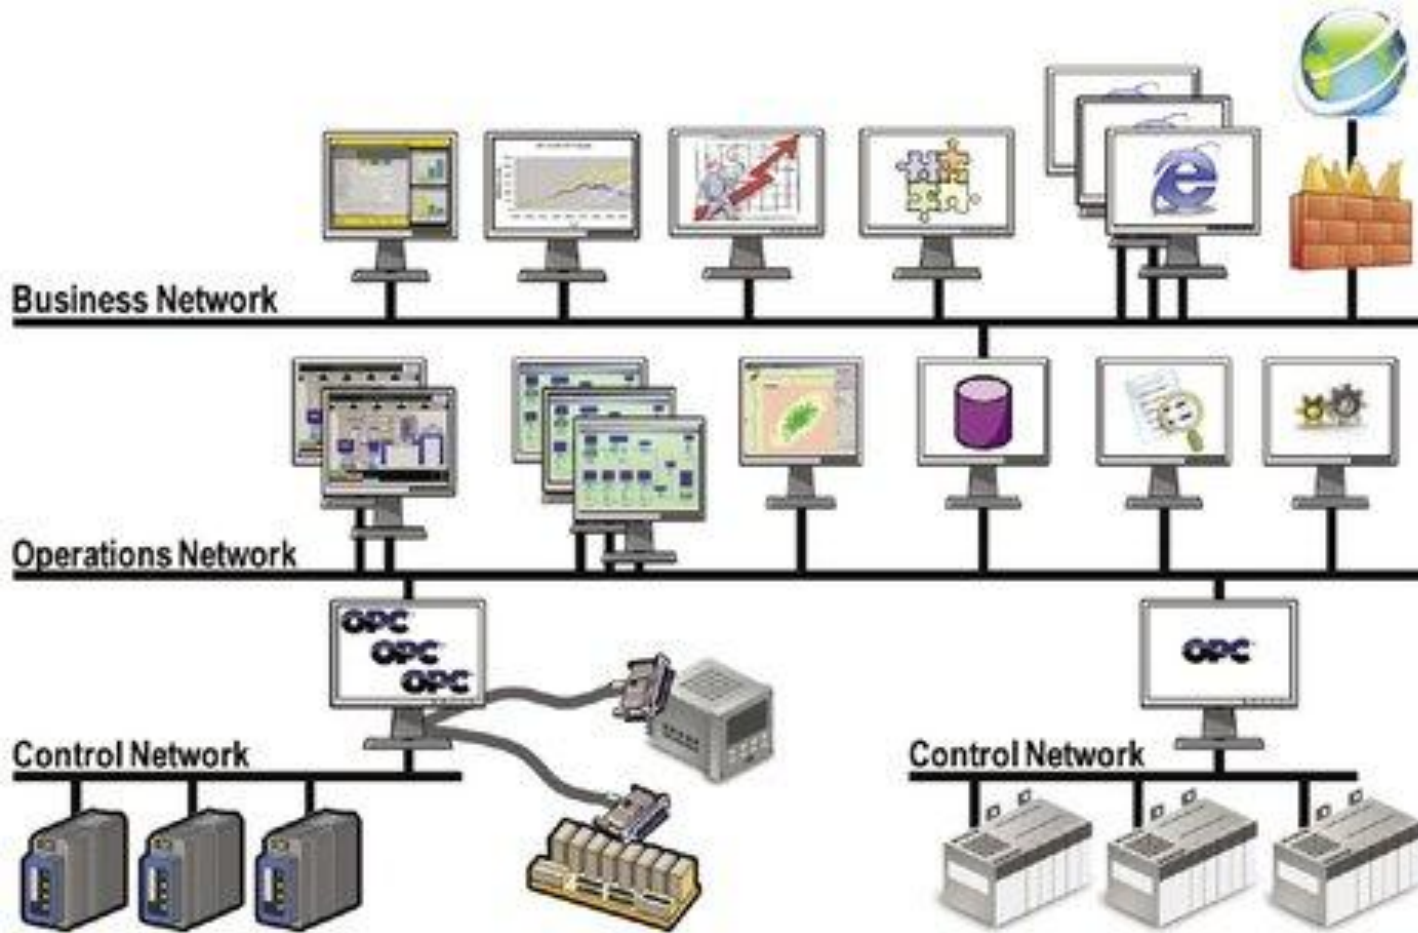 Business Network
Operations Network
OPC
OPC
OPC
OPC
Control Network
Control Network